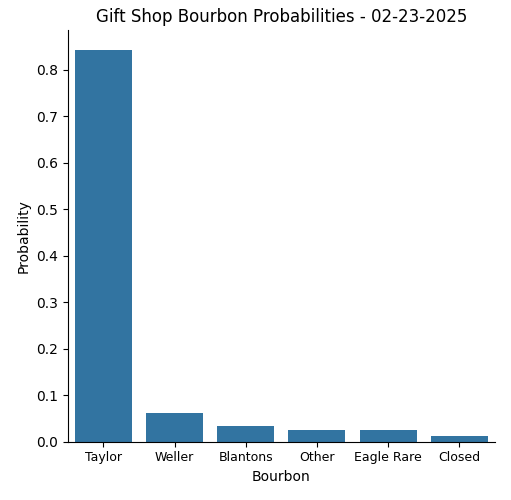 Gift Shop Bourbon Probabilities - 02-23-2025
0.8
0.7
0.6
0.5
0.4
0.3
0.2
0.1
0.0
Probability
Taylor Weller Blantons Other Eagle Rare Closed
Bourbon